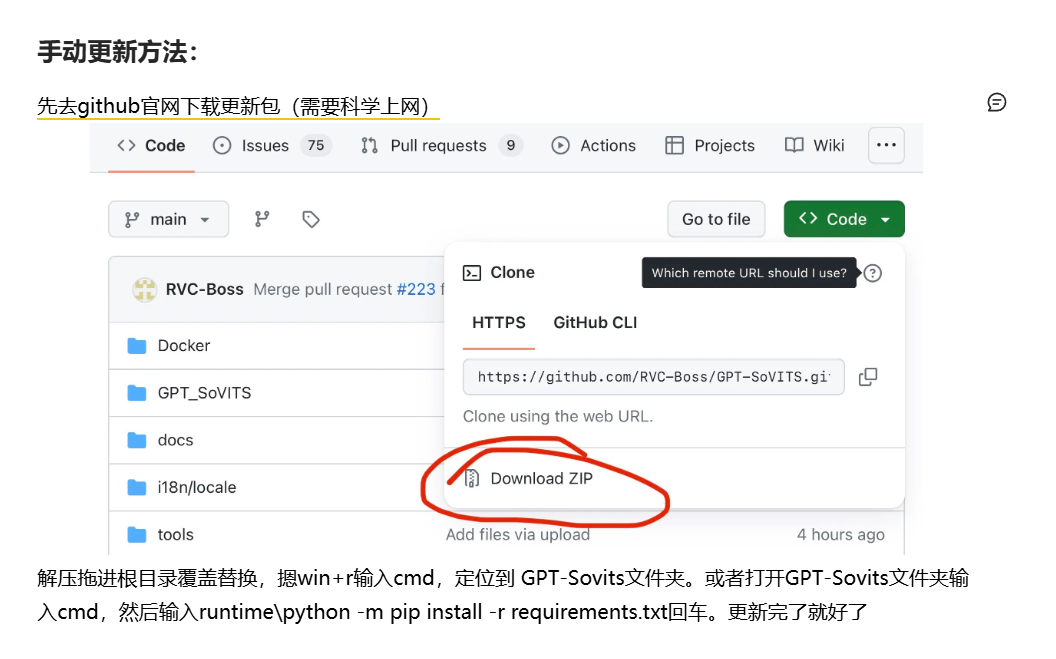 手动更新方法：
先去github官网下载更新包（需要科学上网）
Code Issues 75 Pull requests 9 Actions Projects Wiki ...
main Go to file Code
Clone Which remote URL should I use?
RVC-Boss Merge pull request #223 f
HTTPS GitHub CLI
Docker
https://github.com/RVC-Boss/GPT-SoVITS.gi
GPT_SoVITS
Clone using the web URL.
docs
Download ZIP
i18n/locale
tools Add files via upload 4 hours ago
解压拖进根目录覆盖替换，摁win+r输入cmd，定位到 GPT-Sovits文件夹。或者打开GPT-Sovits文件夹输
入cmd，然后输入runtime\python -m pip install -r requirements.txt回车。更新完了就好了